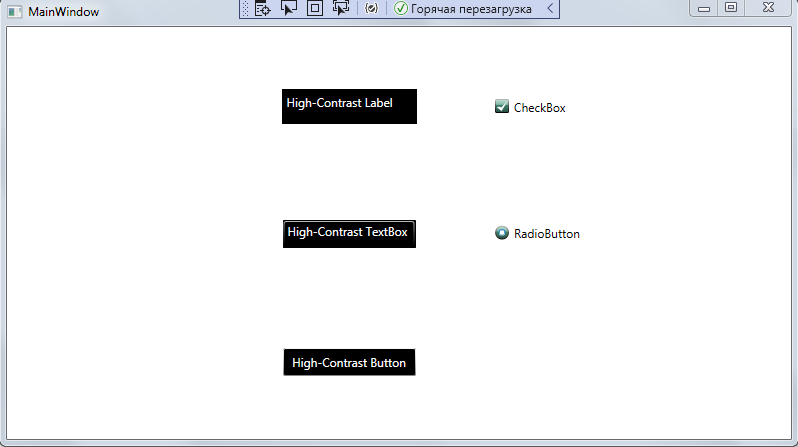 MainWindow
Горячая перезагрузка
High-Contrast Label
CheckBox
High-Contrast TextBox
RadioButton
High-Contrast Button